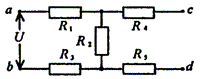 a R₁ R₄ c
U R₂
b R₃ R₅ d